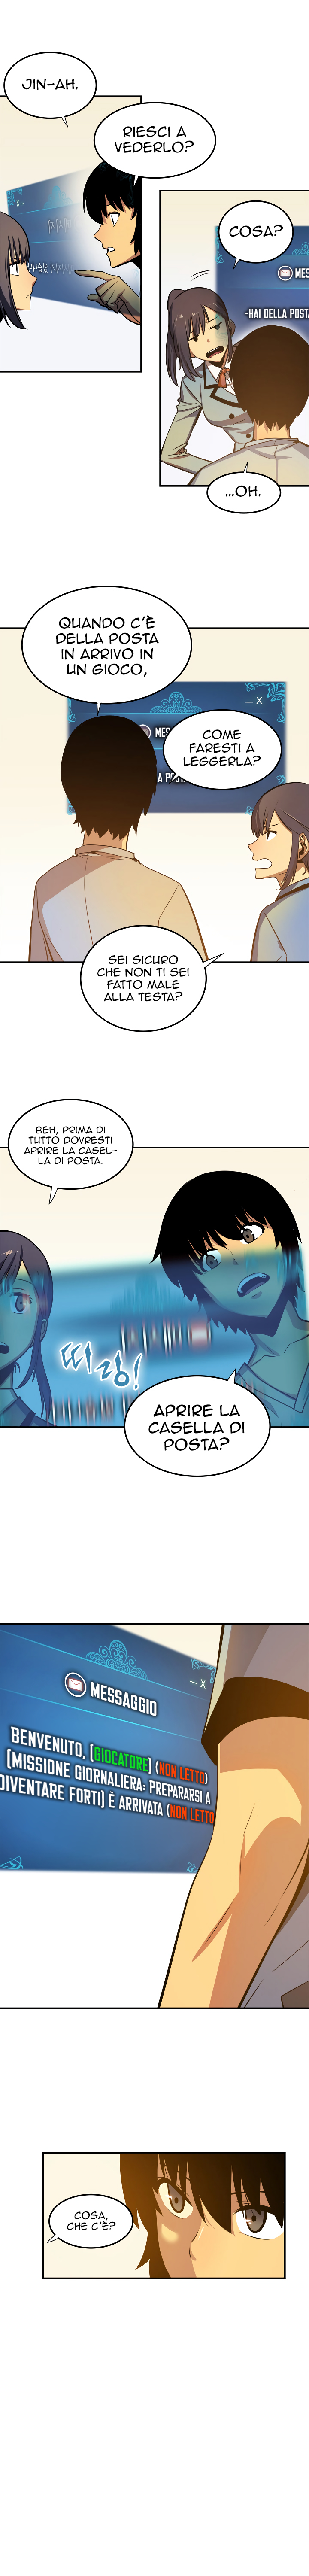 JIN-AH.
RIESCI A
VEDERLO?
COSA?
-HAI DELLA POSTA
...OH.
QUANDO C'È
DELLA POSTA
IN ARRIVO IN
UN GIOCO,
— X
COME
FARESTI A
LEGGERLA?
SEI SICURO
CHE NON TI SEI
FATTO MALE
ALLA TESTA?
BEH, PRIMA DI
TUTTO DOVRESTI
APRIRE LA CASEL-
LA DI POSTA.
띠링!
APRIRE LA
CASELLA DI
POSTA?
— X
MESSAGGIO
BENVENUTO, [GIOCATORE] (NON LETTO)
[MISSIONE GIORNALIERA: PREPARARSI A
DIVENTARE FORTI] È ARRIVATA (NON LETTO
COSA,
CHE C'È?